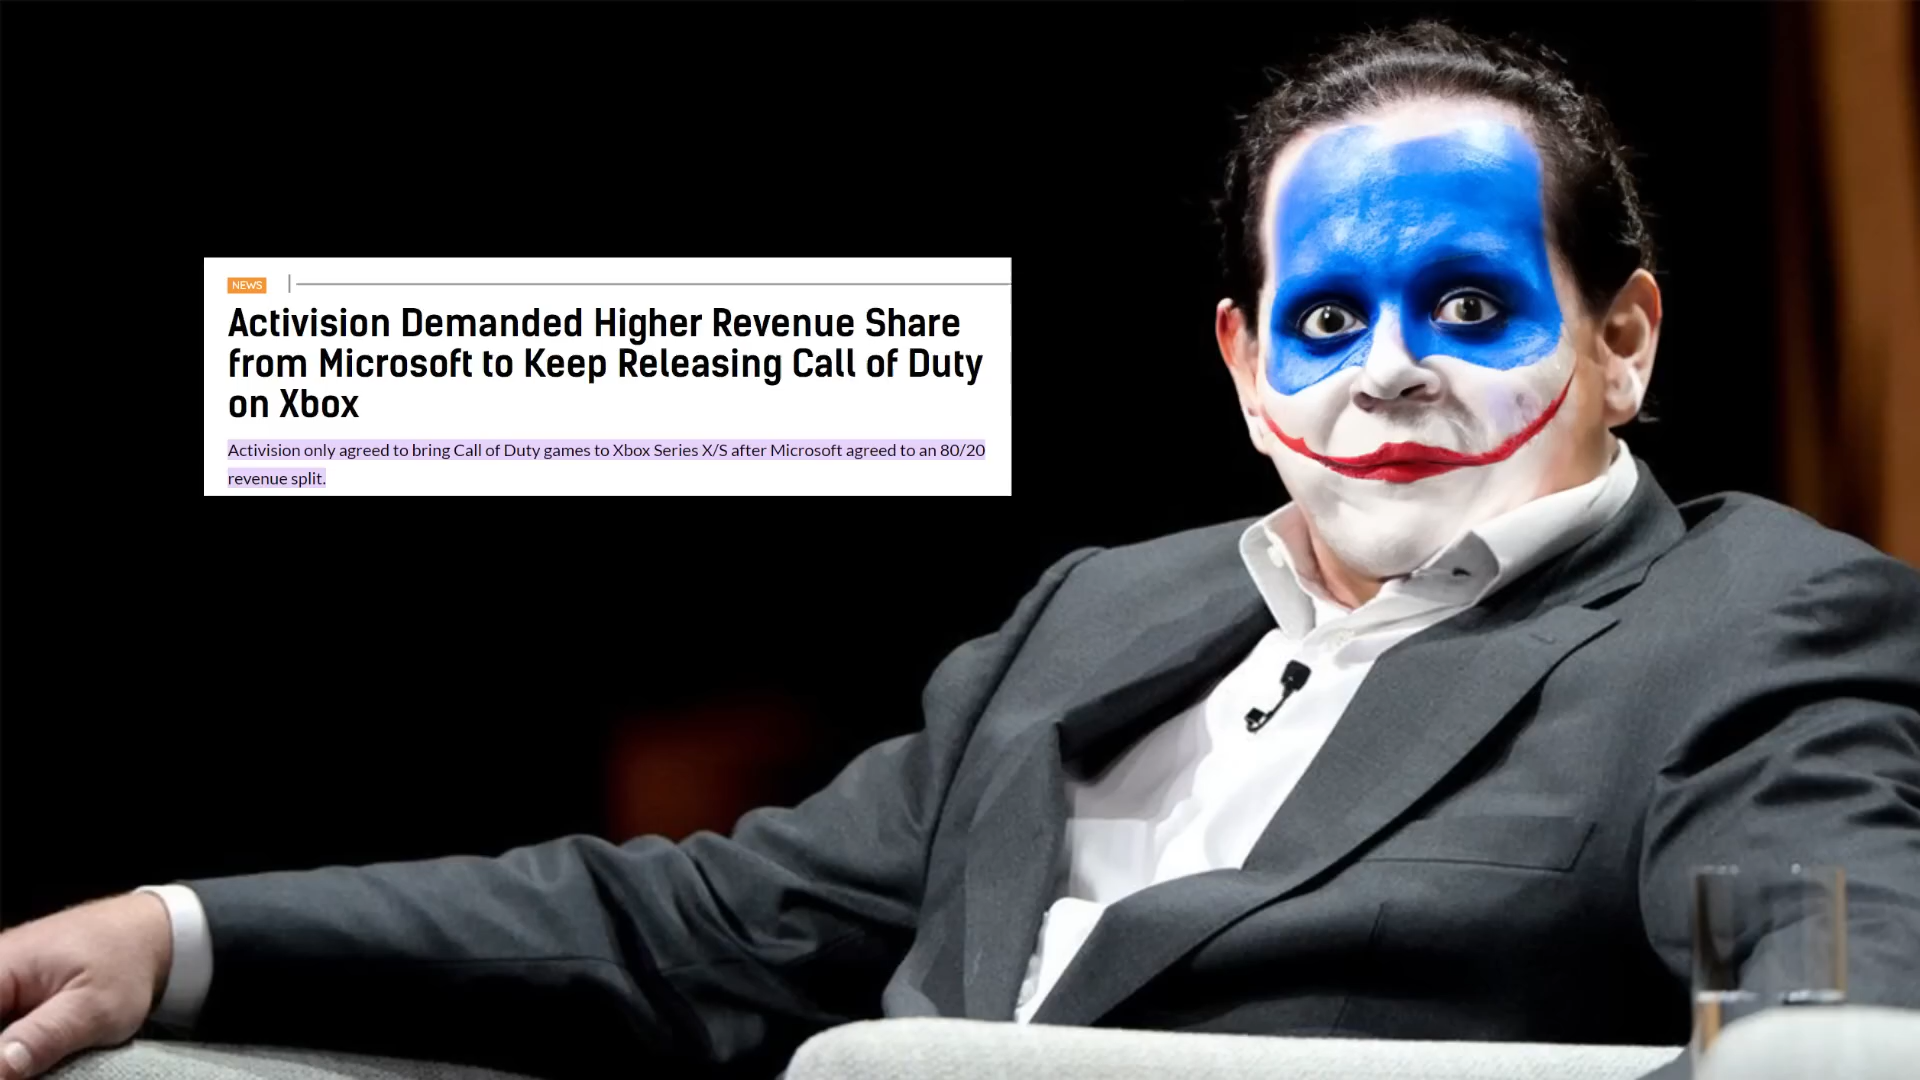 NEWS
Activision Demanded Higher Revenue Share
from Microsoft to Keep Releasing Call of Duty
on Xbox
Activision only agreed to bring Call of Duty games to Xbox Series X/S after Microsoft agreed to an 80/20
revenue split.